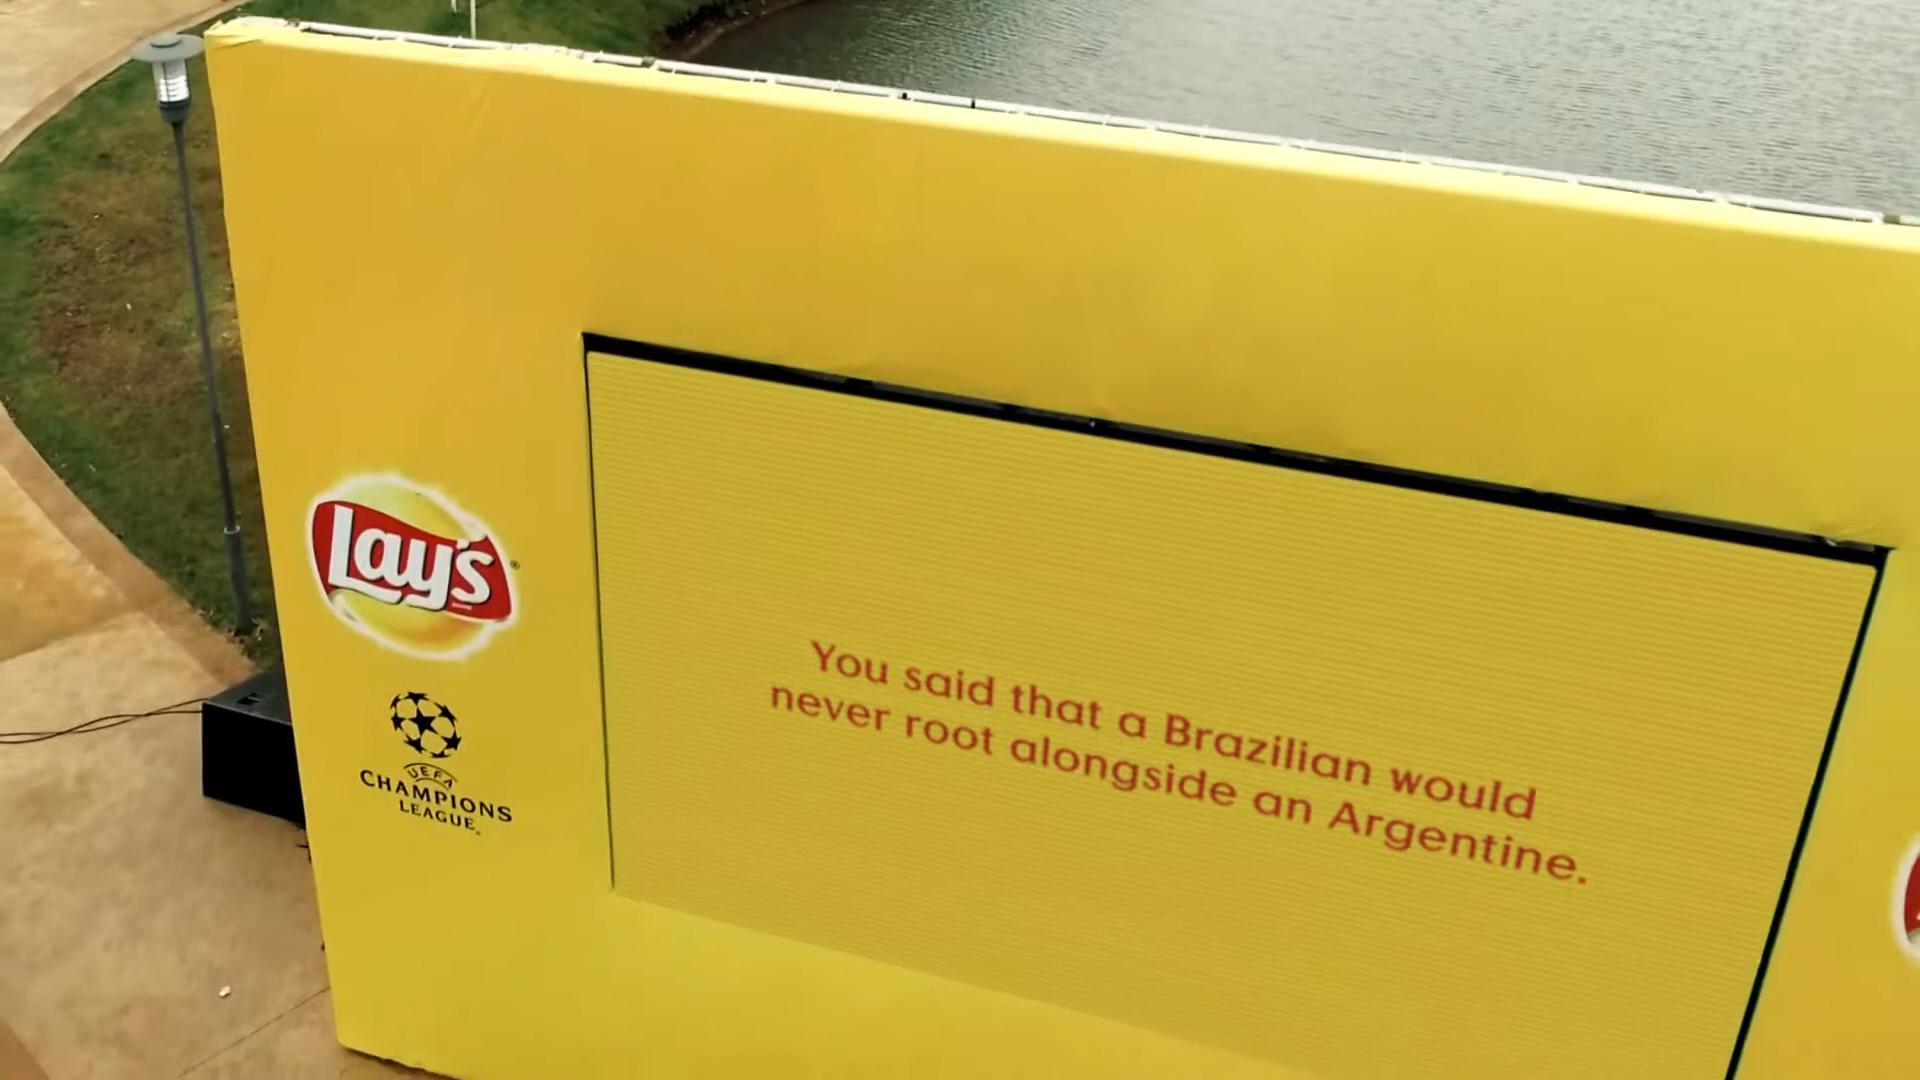 Lay's
UEFA
CHAMPIONS
LEAGUE
You said that a Brazilian would
never root alongside an Argentine.